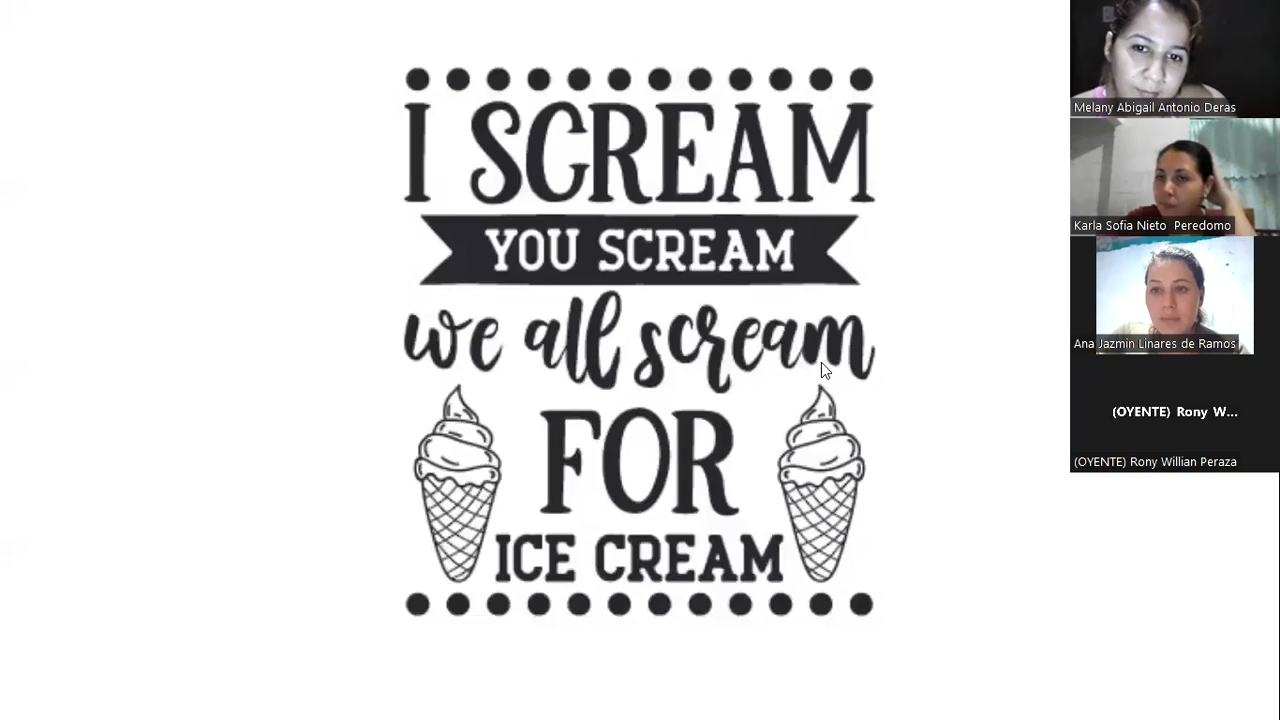 I SCREAM
YOU SCREAM
we all scream
FOR
ICE CREAM
Melany Abigail Antonio Deras
Karla Sofia Nieto Peredomo
Ana Jazmin Linares de Ramos
(OYENTE) Rony W...
(OYENTE) Rony Willian Peraza